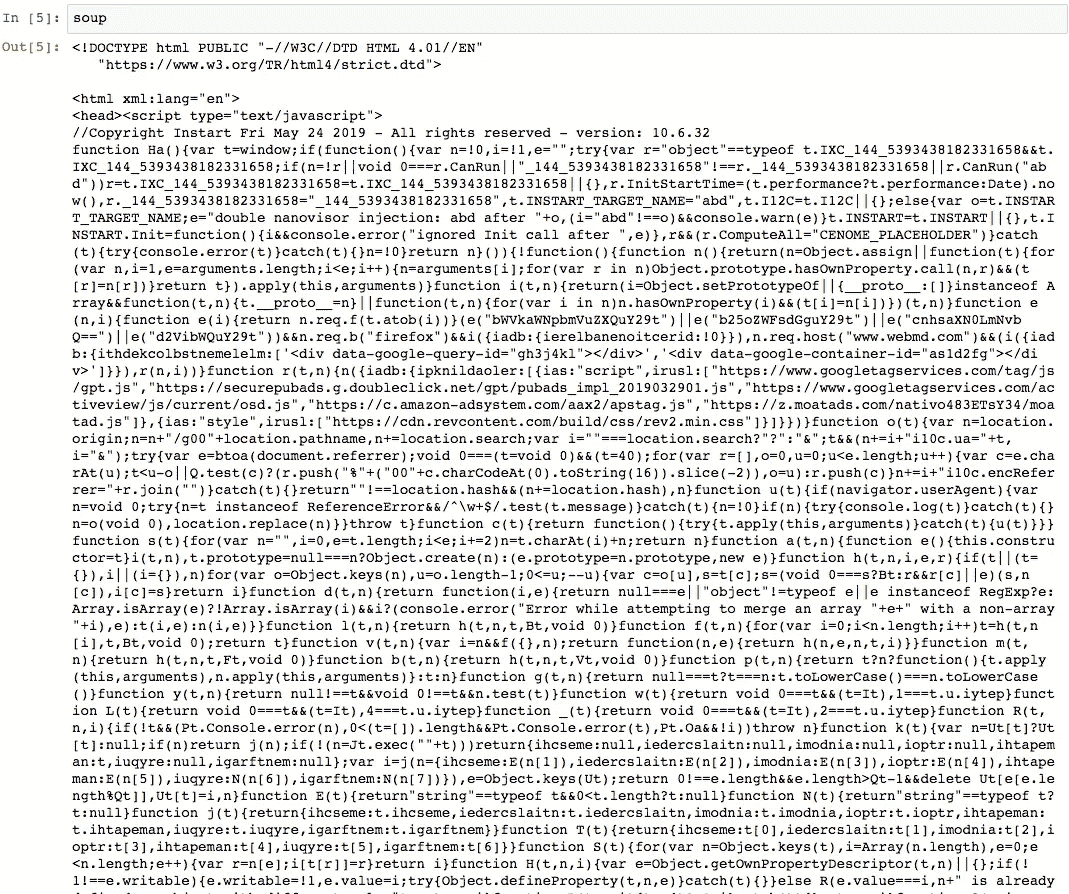 In [5]: soup
Out[5]: <!DOCTYPE html PUBLIC "-//W3C//DTD HTML 4.01//EN"
"https://www.w3.org/TR/html4/strict.dtd">
<html xml:lang="en">
<head><script type="text/javascript">
//Copyright Instart Fri May 24 2019 - All rights reserved - version: 10.6.32
function Ha(){var t=window;if(function(){var n=!0,i=!1,e="";try{var r="object"==typeof t.IXC_144_5393438182331658&&t.
IXC_144_5393438182331658;if(n=!r||void 0===r.CanRun||"_144_5393438182331658"!==r._144_5393438182331658||r.CanRun("ab
d"))r=t.IXC_144_5393438182331658=t.IXC_144_5393438182331658||{},r.InitStartTime=(t.performance?t.performance:Date).no
w(),r._144_5393438182331658="_144_5393438182331658",t.INSTART_TARGET_NAME="abd",t.I12C=t.I12C||{};else{var o=t.INSTAR
T_TARGET_NAME;e="double nanovisor injection: abd after "+o,(i="abd"!==o)&&console.warn(e)}t.INSTART=t.INSTART||{},t.I
NSTART.Init=function(){i&&console.error("ignored Init call after ",e)},r&&(r.ComputeAll="CENOME_PLACEHOLDER")}catch
(t){try{console.error(t)}catch(t){}n=!0}return n}()){!function(){function n(){return(n=Object.assign||function(t){for
(var n,i=1,e=arguments.length;i<e;i++){n=arguments[i];for(var r in n)Object.prototype.hasOwnProperty.call(n,r)&&(t
[r]=n[r])}return t}).apply(this,arguments)}function i(t,n){return(i=Object.setPrototypeOf||{__proto__:[]}instanceof A
rray&&function(t,n){t.__proto__=n}||function(t,n){for(var i in n)n.hasOwnProperty(i)&&(t[i]=n[i])})(t,n)}function e
(n,i){function e(i){return n.req.f(t.atob(i))}(e("bWVkaWNpbmVuZXQuY29t")||e("b25oZWFsdGguY29t")||e("cnhsaXN0LmNvb
Q==")||e("d2VibWQuY29t"))&&n.req.b("firefox")&&i({iadb:{ierelbanenoitcerid:!0}}),n.req.host("www.webmd.com")&&(i({iad
b:{ithdekcolbstnemelelm:['<div data-google-query-id="gh3j4kl"></div>','<div data-google-container-id="as1d2fg"></di
v>']}}),r(n,i))}function r(t,n){n({iadb:{ipknildaoler:[{ias:"script",irusl:["https://www.googletagservices.com/tag/js
/gpt.js","https://securepubads.g.doubleclick.net/gpt/pubads_impl_2019032901.js","https://www.googletagservices.com/ac
tiveview/js/current/osd.js","https://c.amazon-adsystem.com/aax2/apstag.js","https://z.moatads.com/nativo483ETsY34/moa
tad.js"]},{ias:"style",irusl:["https://cdn.revcontent.com/build/css/rev2.min.css"]}]}})}function o(t){var n=location.
origin;n=n+"/g00"+location.pathname,n+=location.search;var i=""===location.search?"?":"&";t&&(n+=i+"i10c.ua="+t,
i="&");try{var e=btoa(document.referrer);void 0===(t=void 0)&&(t=40);for(var r=[],o=0,u=0;u<e.length;u++){var c=e.cha
rAt(u);t<u-o||Q.test(c)?(r.push("%"+("00"+c.charCodeAt(0).toString(16)).slice(-2)),o=u):r.push(c)}n+=i+"i10c.encRefer
rer="+r.join("")}catch(t){}return""!==location.hash&&(n+=location.hash),n}function u(t){if(navigator.userAgent){var
n=void 0;try{n=t instanceof ReferenceError&&/^\w+$/.test(t.message)}catch(t){n=!0}if(n){try{console.log(t)}catch(t){}
n=o(void 0),location.replace(n)}}throw t}function c(t){return function(){try{t.apply(this,arguments)}catch(t){u(t)}}}
function s(t){for(var n="",i=0,e=t.length;i<e;i+=2)n=t.charAt(i)+n;return n}function a(t,n){function e(){this.constru
ctor=t}i(t,n),t.prototype=null===n?Object.create(n):(e.prototype=n.prototype,new e)}function h(t,n,i,e,r){if(t||(t=
{}),i||(i={}),n)for(var o=Object.keys(n),u=o.length-1;0<=u;--u){var c=o[u],s=t[c];s=(void 0===s?Bt:r&&r[c]||e)(s,n
[c]),i[c]=s}return i}function d(t,n){return function(i,e){return null===e||"object"!=typeof e||e instanceof RegExp?e:
Array.isArray(e)?!Array.isArray(i)&&i?(console.error("Error while attempting to merge an array "+e+" with a non-array
"+i),e):t(i,e):n(i,e)}}function l(t){return h(t,n,t,Bt,void 0)}function f(t,n){for(var i=0;i<n.length;i++)t=h(t,n
[i],t,Bt,void 0);return t}function v(t,n){var i=n&&f({},n);return function(n,e){return h(n,e,n,t,i)}}function m(t,
n){return h(t,n,t,Ft,void 0)}function b(t,n){return h(t,n,t,Vt,void 0)}function p(t,n){return t?n?function(){t.apply
(this,arguments),n.apply(this,arguments)}:t:n}function g(t,n){return null===t?t===n:t.toLowerCase()===n.toLowerCase
()}function y(t,n){return null!==t&&void 0!==t&&n.test(t)}function w(t){return void 0===t&&(t=It),1===t.u.iytep}funct
ion L(t){return void 0===t&&(t=It),4===t.u.iytep}function _(t){return void 0===t&&(t=It),2===t.u.iytep}function R(t,
n,i){if(!t&&(Pt.Console.error(n),0<(t=[]).length&&Pt.Console.error(t),Pt.Oa&&!i))throw n}function k(t){var n=Ut[t]?Ut
[t]:null;if(n)return j(n);if(!(n=Jt.exec(""+t)))return{ihcseme:null,iedercslaitn:null,imodnia:null,ioptr:null,ihtapem
an:t,iuqyre:null,igarftnem:null};var i=j(n={ihcseme:E(n[1]),iedercslaitn:E(n[2]),imodnia:E(n[3]),ioptr:E(n[4]),ihtape
man:E(n[5]),iuqyre:N(n[6]),igarftnem:N(n[7])}),e=Object.keys(Ut);return 0!==e.length&&e.length>Qt-1&&delete Ut[e[e.le
ngth%Qt]],Ut[t]=i,n}function E(t){return"string"==typeof t&&0<t.length?t:null}function N(t){return"string"==typeof t?
t:null}function j(t){return{ihcseme:t.ihcseme,iedercslaitn:t.iedercslaitn,imodnia:t.imodnia,ioptr:t.ioptr,ihtapeman:
t.ihtapeman,iuqyre:t.iuqyre,igarftnem:t.igarftnem}}function T(t){return{ihcseme:t[0],iedercslaitn:t[1],imodnia:t[2],i
optr:t[3],ihtapeman:t[4],iuqyre:t[5],igarftnem:t[6]}}function S(t){for(var n=Object.keys(t),i=Array(n.length),e=0;e
<n.length;e++){var r=n[e];i[t[r]]=r}return i}function H(t,n,i){var e=Object.getOwnPropertyDescriptor(t,n)||{};if(!
1!==e.writable){e.writable=!1,e.value=i;try{Object.defineProperty(t,n,e)}catch(t){}}else R(e.value===i,n+" is already